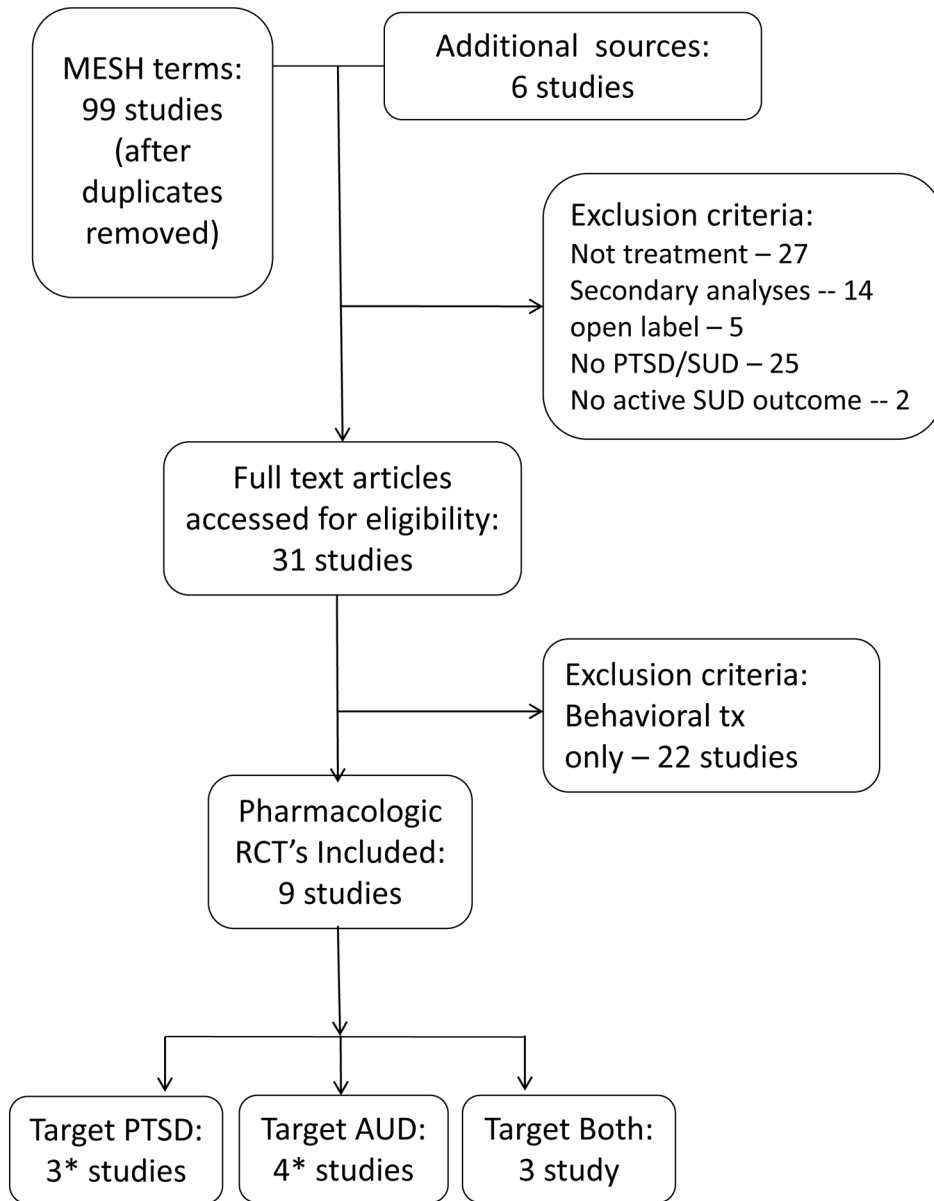 MESH terms:
99 studies
(after
duplicates
removed)
Additional sources:
6 studies
Exclusion criteria:
Not treatment – 27
Secondary analyses -- 14
open label – 5
No PTSD/SUD – 25
No active SUD outcome -- 2
Full text articles
accessed for eligibility:
31 studies
Exclusion criteria:
Behavioral tx
only – 22 studies
Pharmacologic
RCT’s Included:
9 studies
Target PTSD:
3* studies
Target AUD:
4* studies
Target Both:
3 study